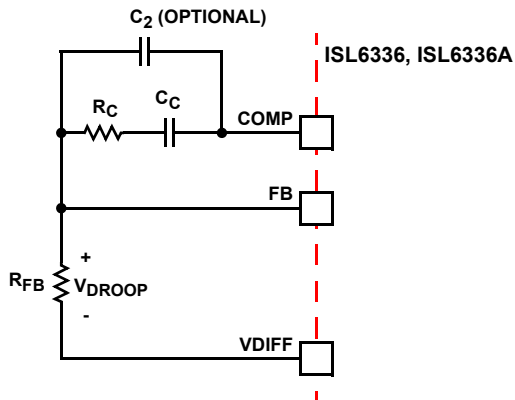 C2 (OPTIONAL)
ISL6336, ISL6336A
RC
CC
COMP
FB
+
RFB
VDROOP
-
VDIFF